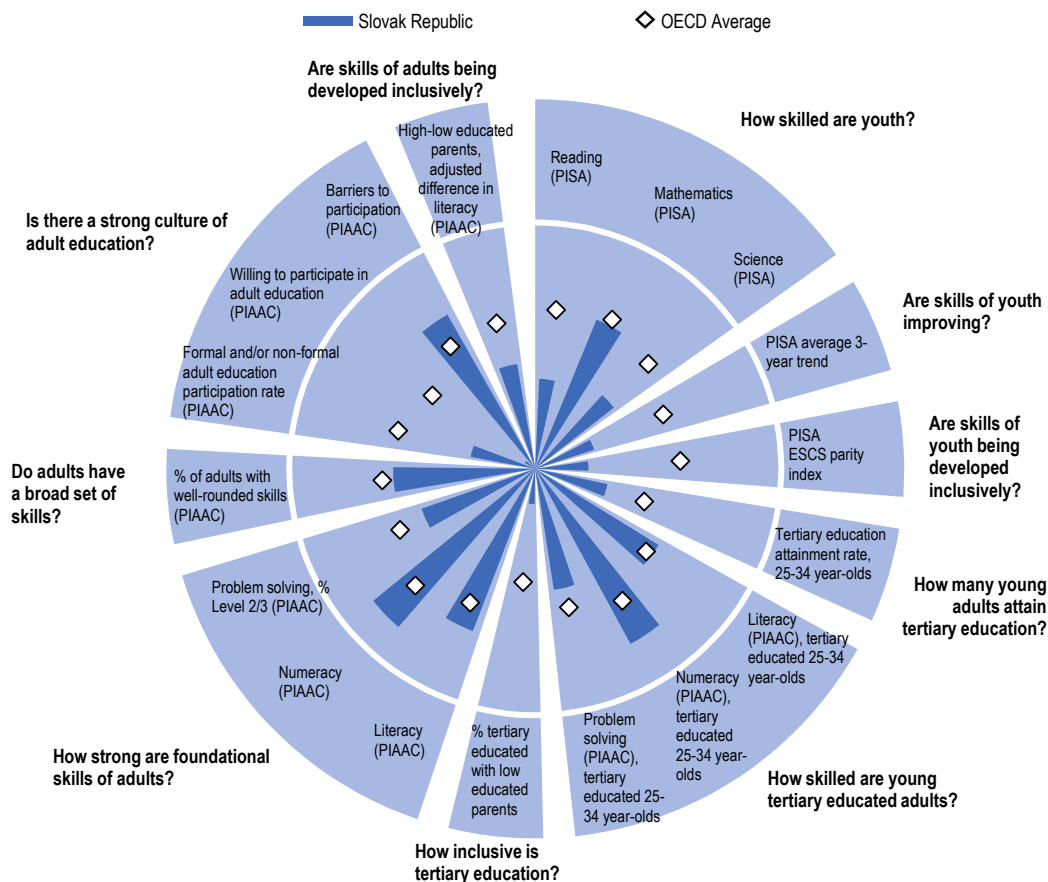 Slovak Republic
OECD Average
Are skills of adults being
developed inclusively?
How skilled are youth?
High-low educated
parents,
adjusted
difference in
literacy
(PIAAC)
Reading
(PISA)
Mathematics
(PISA)
Science
(PISA)
Is there a strong culture of
adult education?
Barriers to
participation
(PIAAC)
Willing to participate in
adult education
(PIAAC)
Formal and/or non-formal
adult education
participation rate
(PIAAC)
Are skills of youth
improving?
PISA average 3-
year trend
Are skills of
youth being
developed
inclusively?
PISA
ESCS parity
index
Do adults have
a broad set of
skills?
% of adults with
well-rounded skills
(PIAAC)
Tertiary education
attainment rate,
25-34 year-olds
How many young
adults attain
tertiary education?
Problem solving, %
Level 2/3 (PIAAC)
Numeracy
(PIAAC)
Literacy
(PIAAC)
How strong are foundational
skills of adults?
% tertiary
educated
with low
educated
parents
How inclusive is
tertiary education?
Problem
solving
(PIAAC),
tertiary
educated 25-
34 year-olds
Numeracy
(PIAAC),
tertiary
educated
25-34 year-
olds
Literacy
(PIAAC), tertiary
educated 25-34
year-olds
How skilled are young
tertiary educated adults?